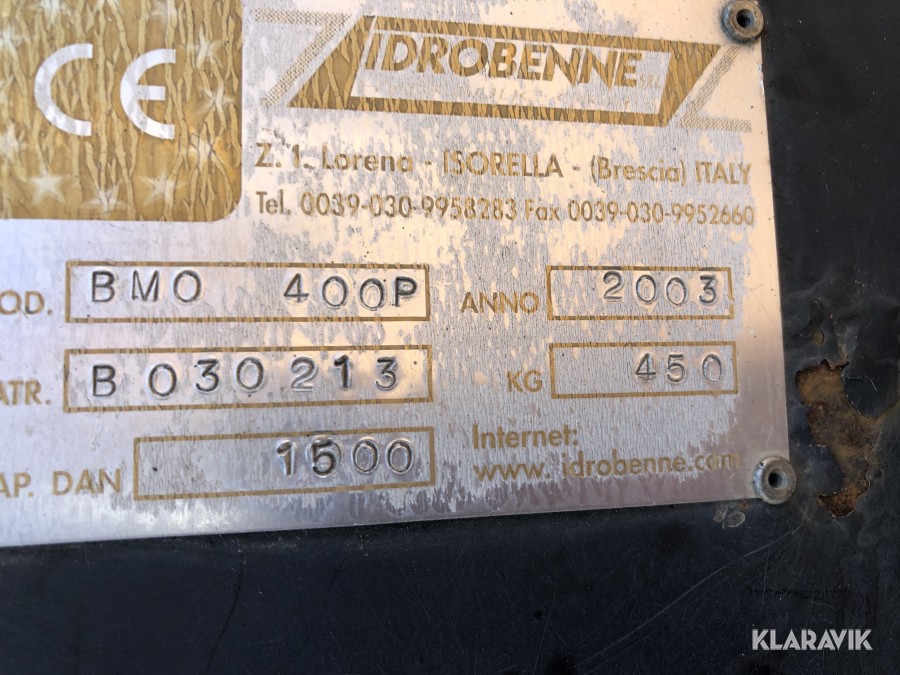 CE
IDROBENNE
Z. 1. Lorena - ISORELLA - (Brescia) ITALY
Tel. 0039-030-9958283 Fax 0039-030-9952660
OD. BMO 400P ANNO 2003
ATR. B 030213 KG 450
AP. DAN 1500
Internet:
www.idrobenne.com
KLARAVIK